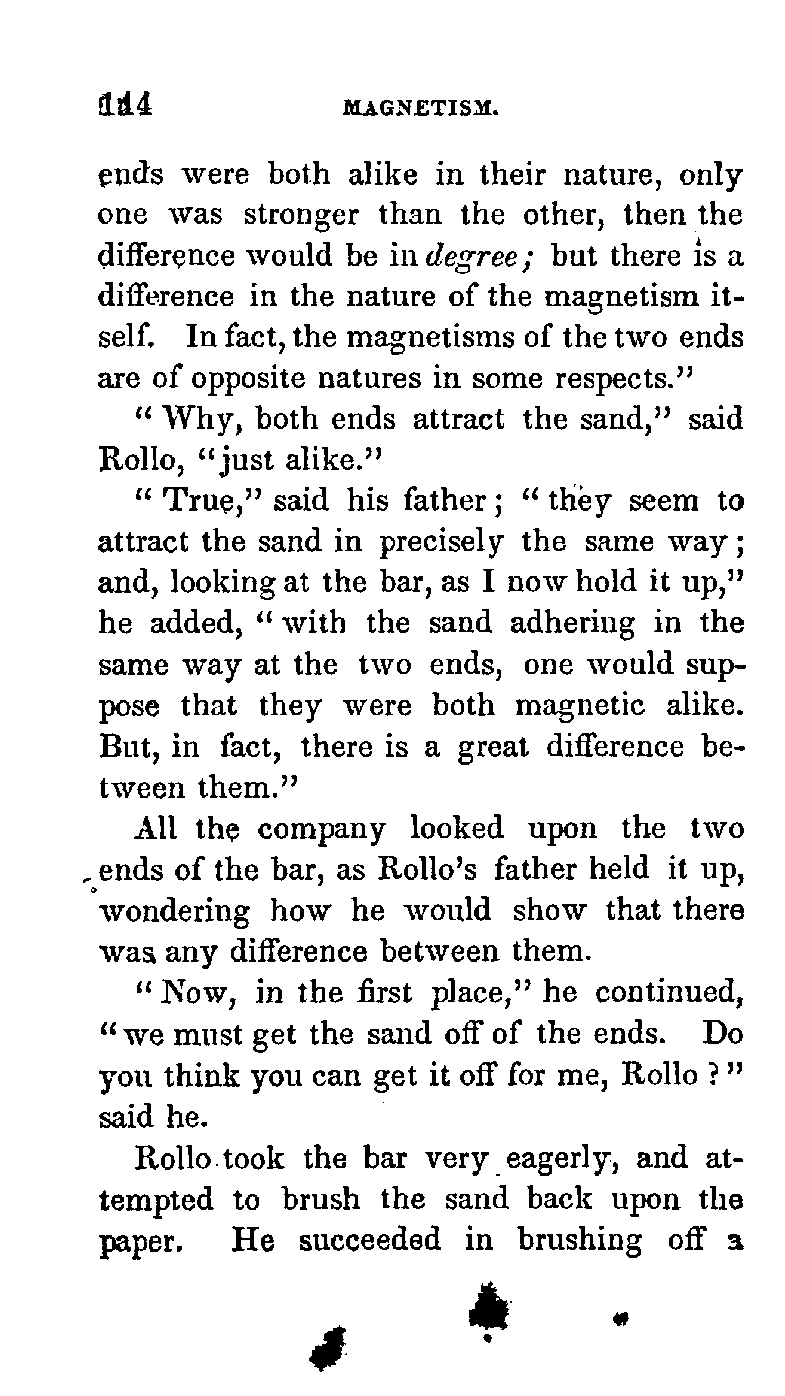 114 MAGNETISM.
ends were both alike in their nature, only
one was stronger than the other, then the
difference would be in degree; but there is a
difference in the nature of the magnetism it-
self. In fact, the magnetisms of the two ends
are of opposite natures in some respects.”
“ Why, both ends attract the sand,” said
Rollo, “just alike.”
“ True,” said his father; “ they seem to
attract the sand in precisely the same way;
and, looking at the bar, as I now hold it up,”
he added, “ with the sand adhering in the
same way at the two ends, one would sup-
pose that they were both magnetic alike.
But, in fact, there is a great difference be-
tween them.”
All the company looked upon the two
ends of the bar, as Rollo’s father held it up,
wondering how he would show that there
was any difference between them.
“ Now, in the first place,” he continued,
“ we must get the sand off of the ends. Do
you think you can get it off for me, Rollo ? ”
said he.
Rollo took the bar very eagerly, and at-
tempted to brush the sand back upon the
paper. He succeeded in brushing off a